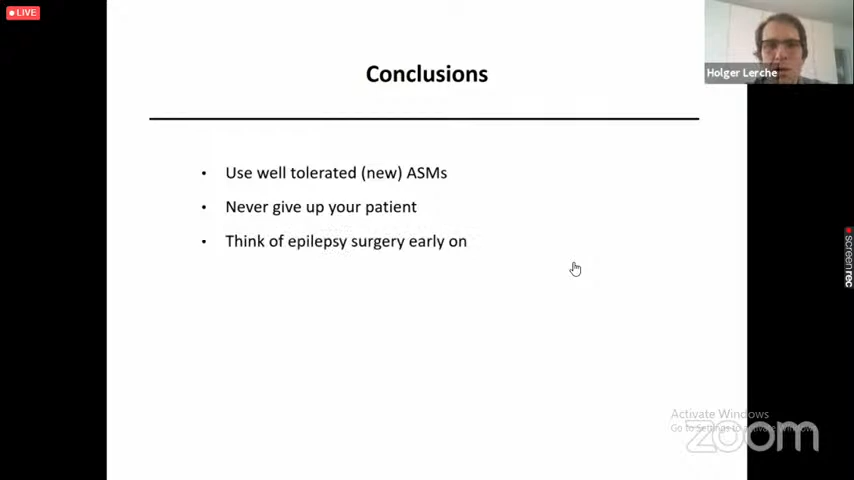 LIVE
Holger Lerche
Conclusions
• Use well tolerated (new) ASMs
• Never give up your patient
• Think of epilepsy surgery early on
screenrec
Activate Windows
Go to Settings to activate Windows.
zoom